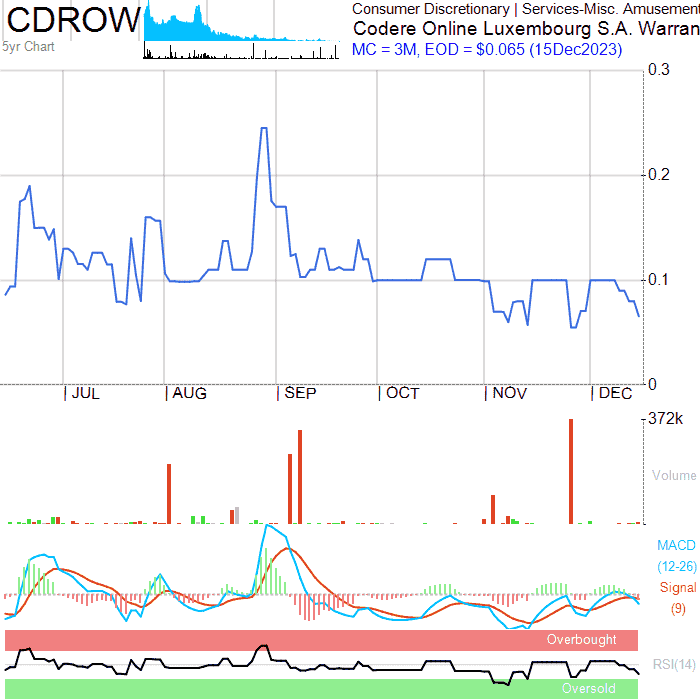 CDROW
5yr Chart
Consumer Discretionary | Services-Misc. Amusement
Codere Online Luxembourg S.A. Warran
MC = 3M, EOD = $0.065 (15Dec2023)
0.3
0.2
0.1
0
JUL AUG SEP OCT NOV DEC
372k
Volume
MACD
(12-26)
Signal
(9)
Overbought
RSI(14)
Oversold